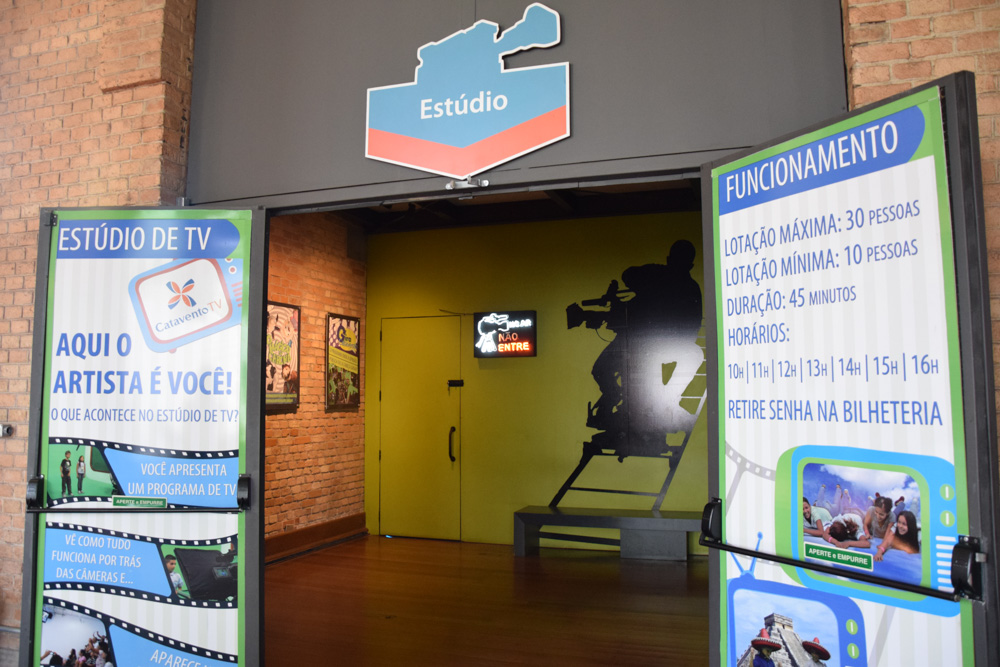 Estúdio
ESTÚDIO DE TV
Catavento TV
AQUI O
ARTISTA É VOCÊ!
O QUE ACONTECE NO ESTÚDIO DE TV?
VOCÊ APRESENTA
UM PROGRAMA DE TV
APERTE e EMPURRE
VÊ COMO TUDO
FUNCIONA POR TRÁS
DAS CÂMERAS E...
APARECE
NÃO
ENTRE
FUNCIONAMENTO
LOTAÇÃO MÁXIMA: 30 PESSOAS
LOTAÇÃO MÍNIMA: 10 PESSOAS
DURAÇÃO: 45 MINUTOS
HORÁRIOS:
10H | 11H | 12H | 13H | 14H | 15H | 16H
RETIRE SENHA NA BILHETERIA
APERTE e EMPURRE